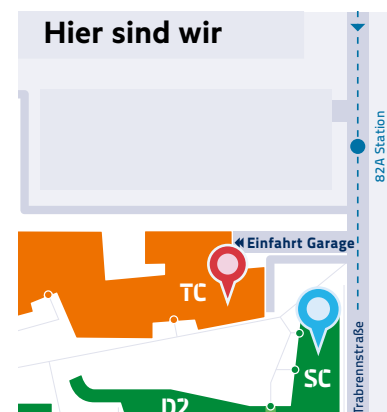 Hier sind wir
82A Station
Einfahrt Garage
TC
SC
Trabrennstraße
D2